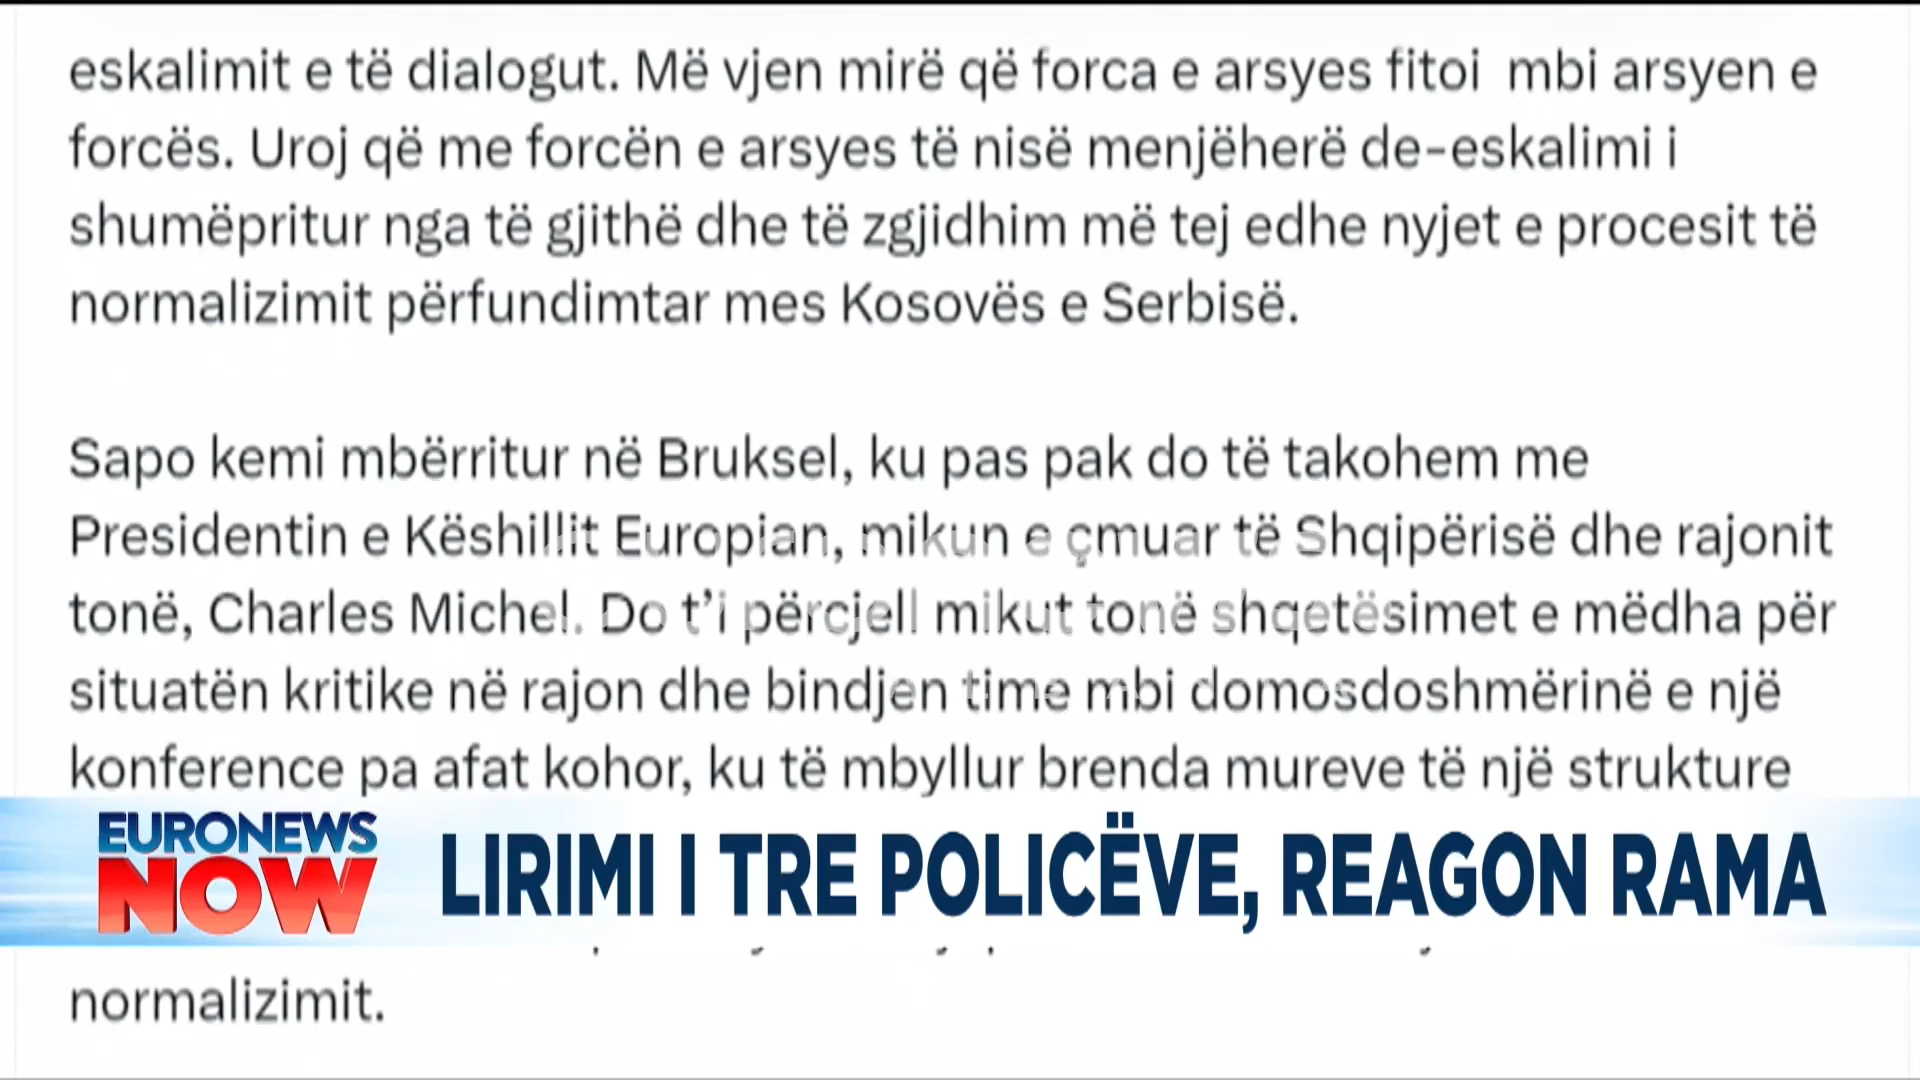 eskalimit e të dialogut. Më vjen mirë që forca e arsyes fitoi mbi arsyen e
forcës. Uroj që me forcën e arsyes të nisë menjëherë de-eskalimi i
shumëpritur nga të gjithë dhe të zgjidhim më tej edhe nyjet e procesit të
normalizimit përfundimtar mes Kosovës e Serbisë.
Sapo kemi mbërritur në Bruksel, ku pas pak do të takohem me
Presidentin e Këshillit Europian, mikun e çmuar të Shqipërisë dhe rajonit
tonë, Charles Michel. Do t’i përcjell mikut tonë shqetësimet e mëdha për
situatën kritike në rajon dhe bindjen time mbi domosdoshmërinë e një
konference pa afat kohor, ku të mbyllur brenda mureve të një strukture
EURONEWS
NOW
LIRIMI I TRE POLICËVE, REAGON RAMA
normalizimit.